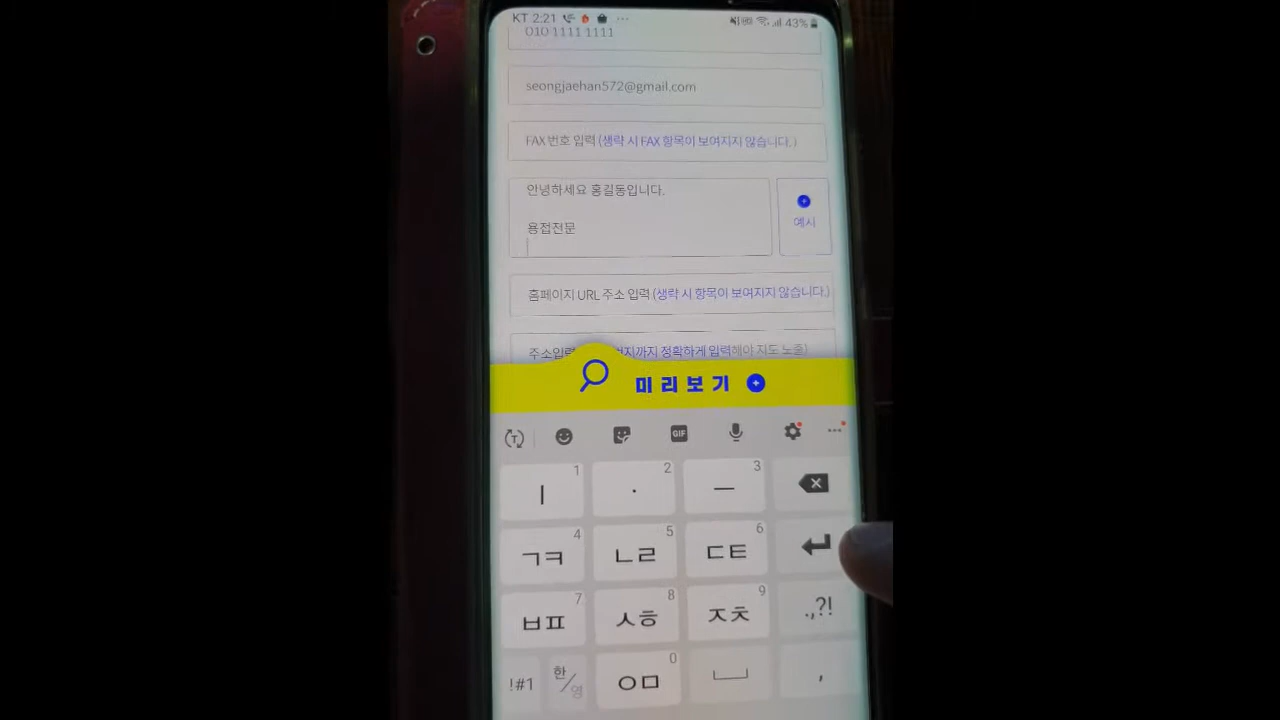 KT 2:21 ... 43%
010 1111 1111
seongjaehan572@gmail.com
FAX 번호 입력 (생략 시 FAX 항목이 보여지지 않습니다.)
안녕하세요 홍길동입니다.
용접전문
예시
홈페이지 URL 주소 입력 (생략 시 항목이 보여지지 않습니다.)
주소입력 지까지 정확하게 입력해야 지도 노출)
미리보기
GIF
ㅣ 1 · 2 ㅡ 3
ㄱㅋ 4 ㄴㄹ 5 ㄷㅌ 6
ㅂㅍ 7 ㅅㅎ 8 ㅈㅊ 9 .,?!
!#1 한/영 ㅇㅁ 0 ,